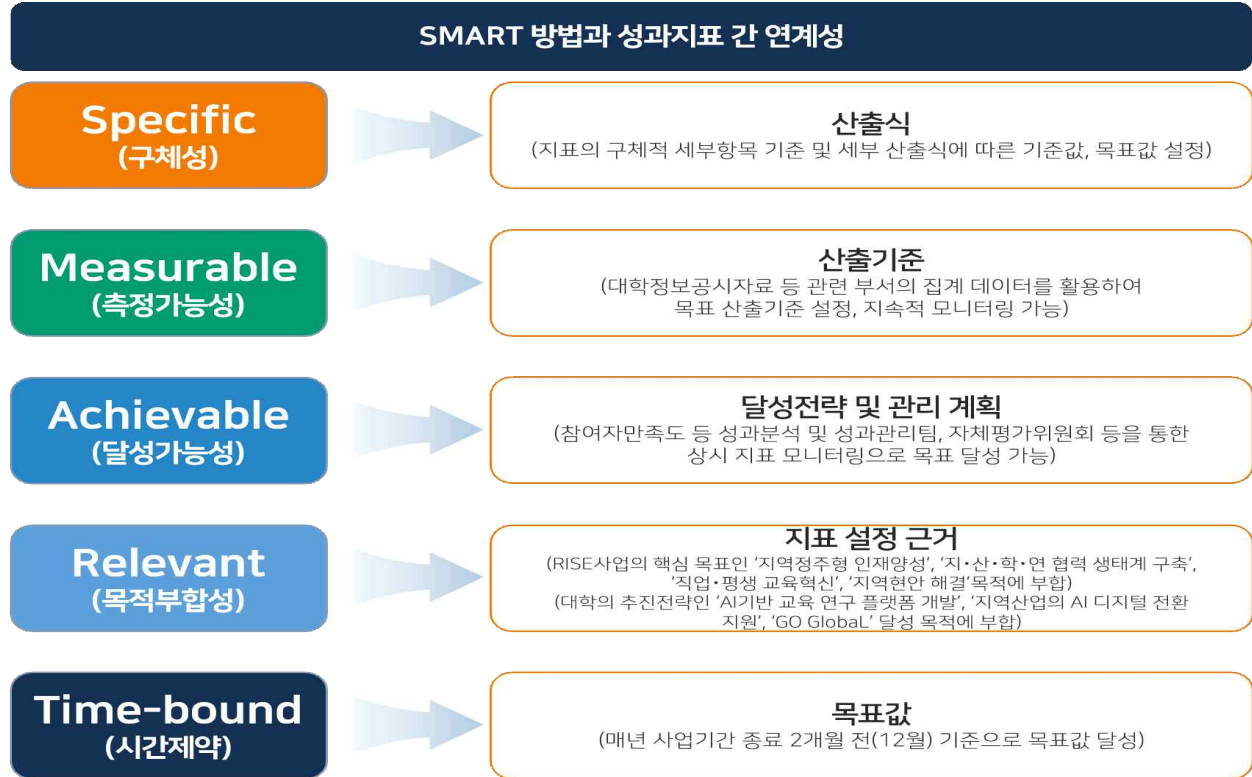 SMART 방법과 성과지표 간 연계성
Specific
(구체성)
산출식
(지표의 구체적 세부항목 기준 및 세부 산출식에 따른 기준값, 목표값 설정)
Measurable
(측정가능성)
산출기준
(대학정보공시자료 등 관련 부서의 집계 데이터를 활용하여
목표 산출기준 설정, 지속적 모니터링 가능)
Achievable
(달성가능성)
달성전략 및 관리 계획
(참여자만족도 등 성과분석 및 성과관리팀, 자체평가위원회 등을 통한
상시 지표 모니터링으로 목표 달성 가능)
Relevant
(목적부합성)
지표 설정 근거
(RISE사업의 핵심 목표인 '지역정주형 인재양성', '지•산•학•연 협력 생태계 구축',
'직업•평생 교육혁신', '지역현안 해결'목적에 부합)
(대학의 추진전략인 'AI기반 교육 연구 플랫폼 개발', '지역산업의 AI 디지털 전환
지원', 'GO GlobaL' 달성 목적에 부합)
Time-bound
(시간제약)
목표값
(매년 사업기간 종료 2개월 전(12월) 기준으로 목표값 달성)